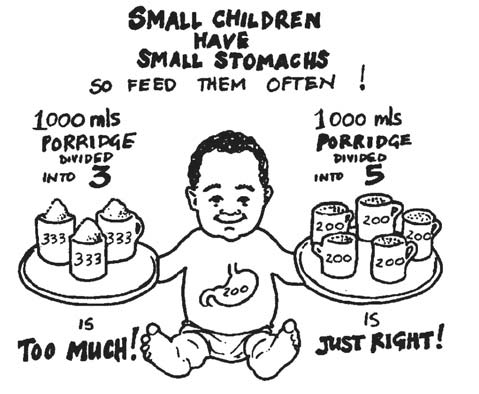 SMALL CHILDREN
HAVE
SMALL STOMACHS
SO FEED THEM OFTEN !
1000 mls
PORRIDGE
DIVIDED
INTO 3
333
333
333
IS
TOO MUCH!
200
1000 mls
PORRIDGE
DIVIDED
INTO 5
200
200
200
200
200
IS
JUST RIGHT!